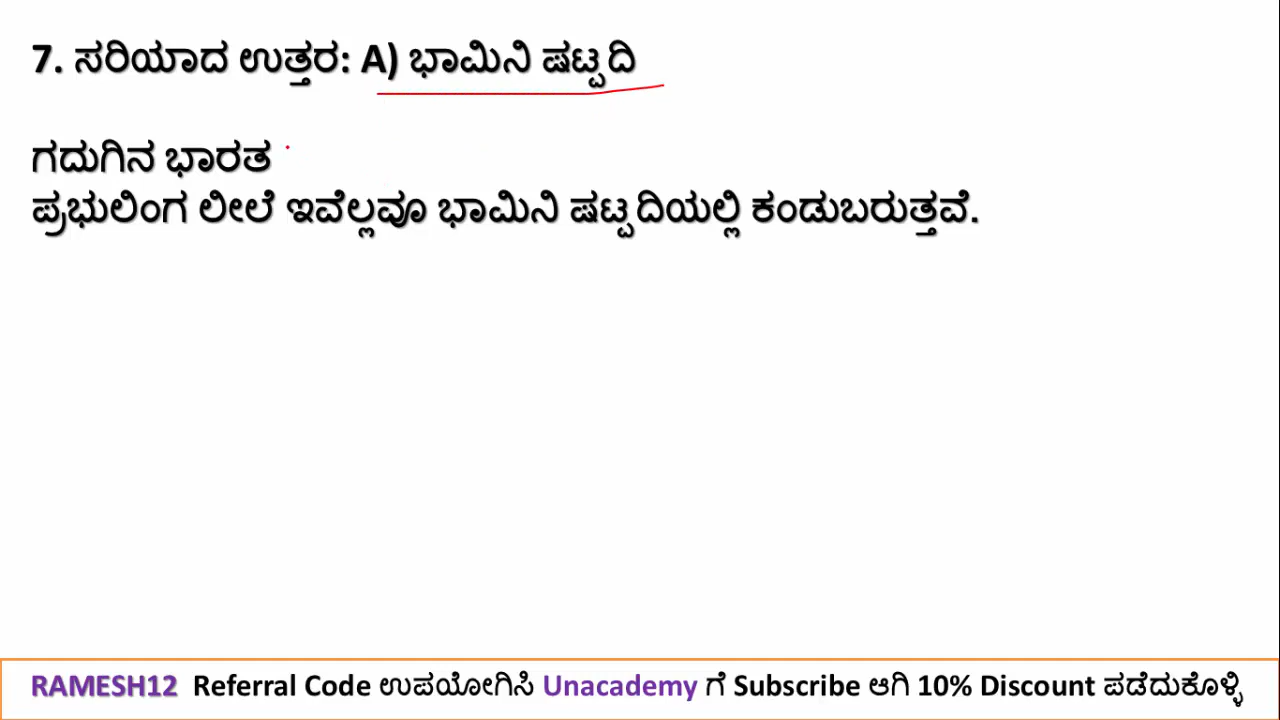 7. ಸರಿಯಾದ ಉತ್ತರ: A) ಭಾಮಿನಿ ಷಟ್ಪದಿ
ಗದುಗಿನ ಭಾರತ
ಪ್ರಭುಲಿಂಗ ಲೀಲೆ ಇವೆಲ್ಲವೂ ಭಾಮಿನಿ ಷಟ್ಪದಿಯಲ್ಲಿ ಕಂಡುಬರುತ್ತವೆ.
RAMESH12 Referral Code ಉಪಯೋಗಿಸಿ Unacademy ಗೆ Subscribe ಆಗಿ 10% Discount ಪಡೆದುಕೊಳ್ಳಿ